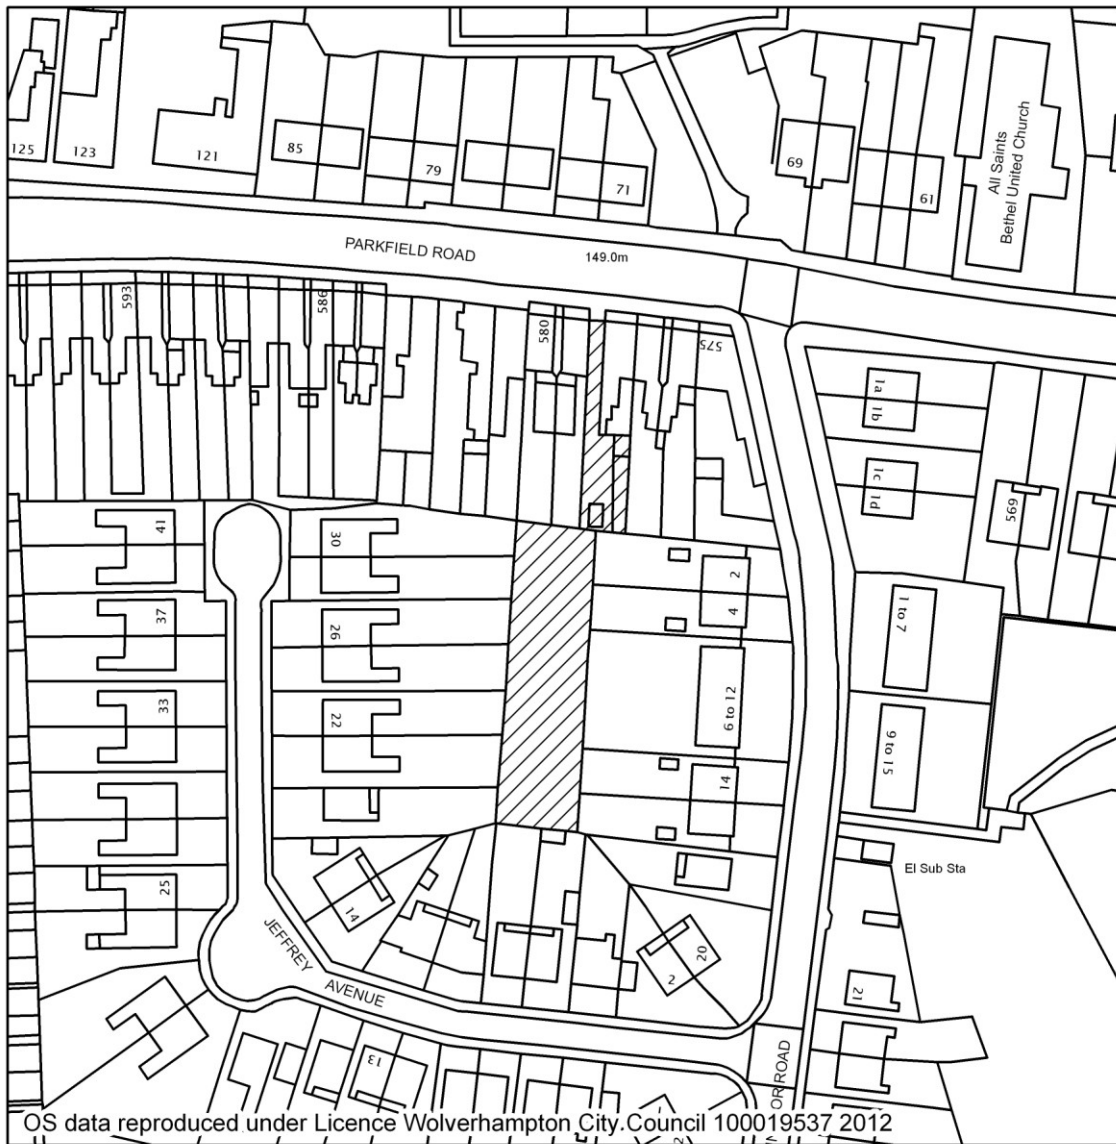 125
123
121
85
79
71
69
61
All Saints
Bethel United Church
PARKFIELD ROAD
149.0m
593
586
580
575
1a 1b
1c 1d
569
41
30
2
4
37
26
1 to 7
33
22
6 to 12
9 to 15
14
25
El Sub Sta
14
JEFFREY
AVENUE
20
2
21
13
OR ROAD
2
OS data reproduced under Licence Wolverhampton City Council 100019537 2012